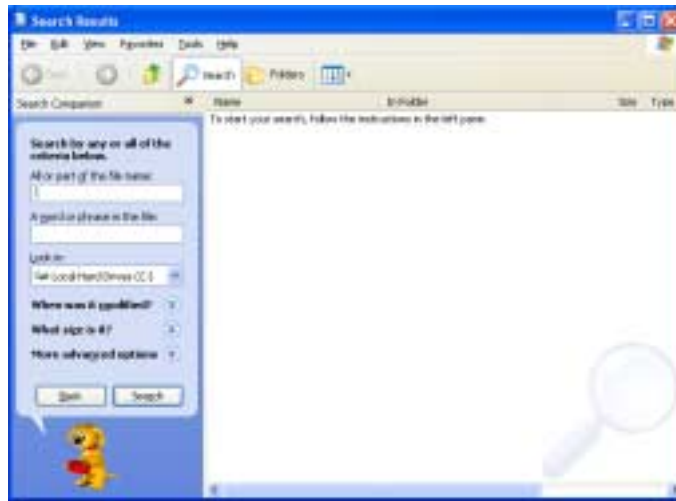 Search Results
File Edit View Favorites Tools Help
Search Folders
Search Companion
Name In Folder Size Type
To start your search, follow the instructions in the left pane.
Search by any or all of the
criteria below.
All or part of the file name:
A word or phrase in the file:
Look in:
Local Hard Drives (C:)
When was it modified?
What size is it?
More advanced options
Back Search